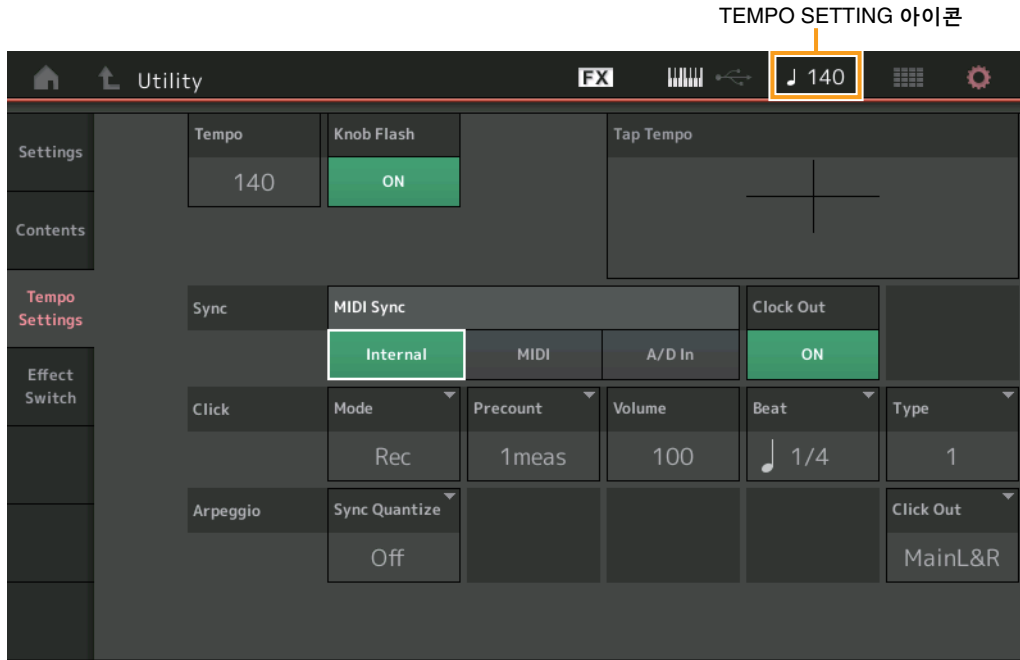 TEMPO SETTING 아이콘
Utility
FX
♩ 140
Settings
Contents
Tempo
Settings
Effect
Switch
Tempo
140
Knob Flash
ON
Tap Tempo
Sync
MIDI Sync
Internal
MIDI
A/D In
Clock Out
ON
Click
Mode
Rec
Precount
1meas
Volume
100
Beat
♩ 1/4
Type
1
Arpeggio
Sync Quantize
Off
Click Out
MainL&R